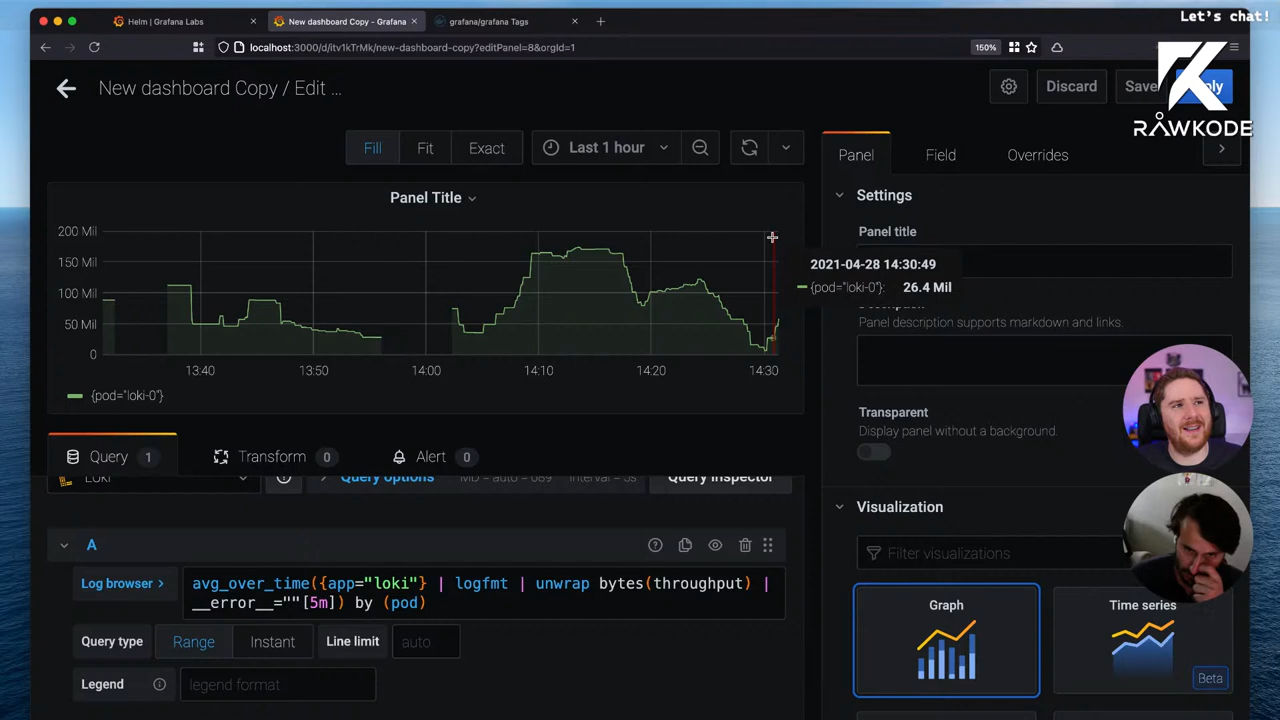 Helm | Grafana Labs
New dashboard Copy - Grafana
grafana/grafana Tags
Let's chat!
localhost:3000/d/itv1kTrMk/new-dashboard-copy?editPanel=8&orgId=1
150%
New dashboard Copy / Edit ...
Discard
Save
RAWKODE
Fill
Fit
Exact
Last 1 hour
Panel
Field
Overrides
Panel Title
200 Mil
150 Mil
100 Mil
50 Mil
0
13:40
13:50
14:00
14:10
14:20
14:30
{pod="loki-0"}
2021-04-28 14:30:49
{pod="loki-0"}: 26.4 Mil
Settings
Panel title
Panel description supports markdown and links.
Transparent
Display panel without a background.
Query 1
Transform 0
Alert 0
Loki
Query options
MD = auto = 689
Interval = 5s
Query inspector
A
Log browser >
avg_over_time({app="loki"} | logfmt | unwrap bytes(throughput) |
__error__=""[5m]) by (pod)
Query type
Range
Instant
Line limit
auto
Legend
legend format
Visualization
Filter visualizations
Graph
Time series
Beta